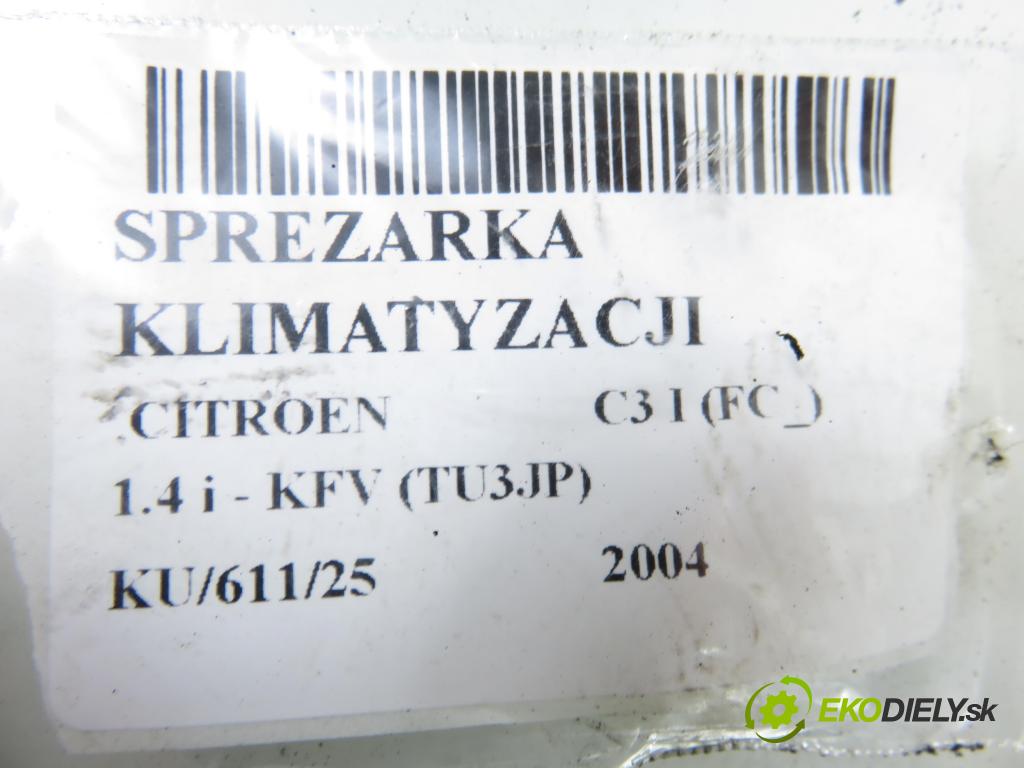 SPREZARKA
KLIMATYZACJI
CITROEN C3 I (FC_)
1.4 i - KFV (TU3JP)
KU/611/25 2004
EKODIELY.sk